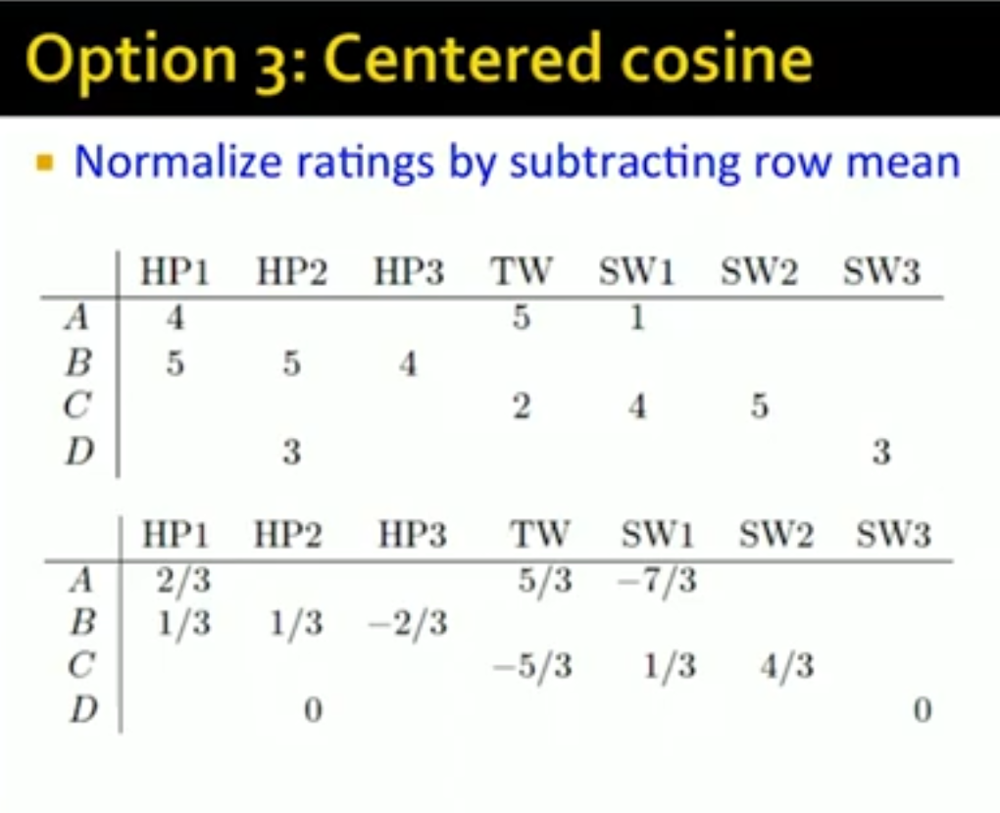 Option 3: Centered cosine
Normalize ratings by subtracting row mean
HP1 HP2 HP3 TW SW1 SW2 SW3
A 4 5 1
B 5 5 4
C 2 4 5
D 3 3
HP1 HP2 HP3 TW SW1 SW2 SW3
A 2/3 5/3 −7/3
B 1/3 1/3 −2/3
C −5/3 1/3 4/3
D 0 0